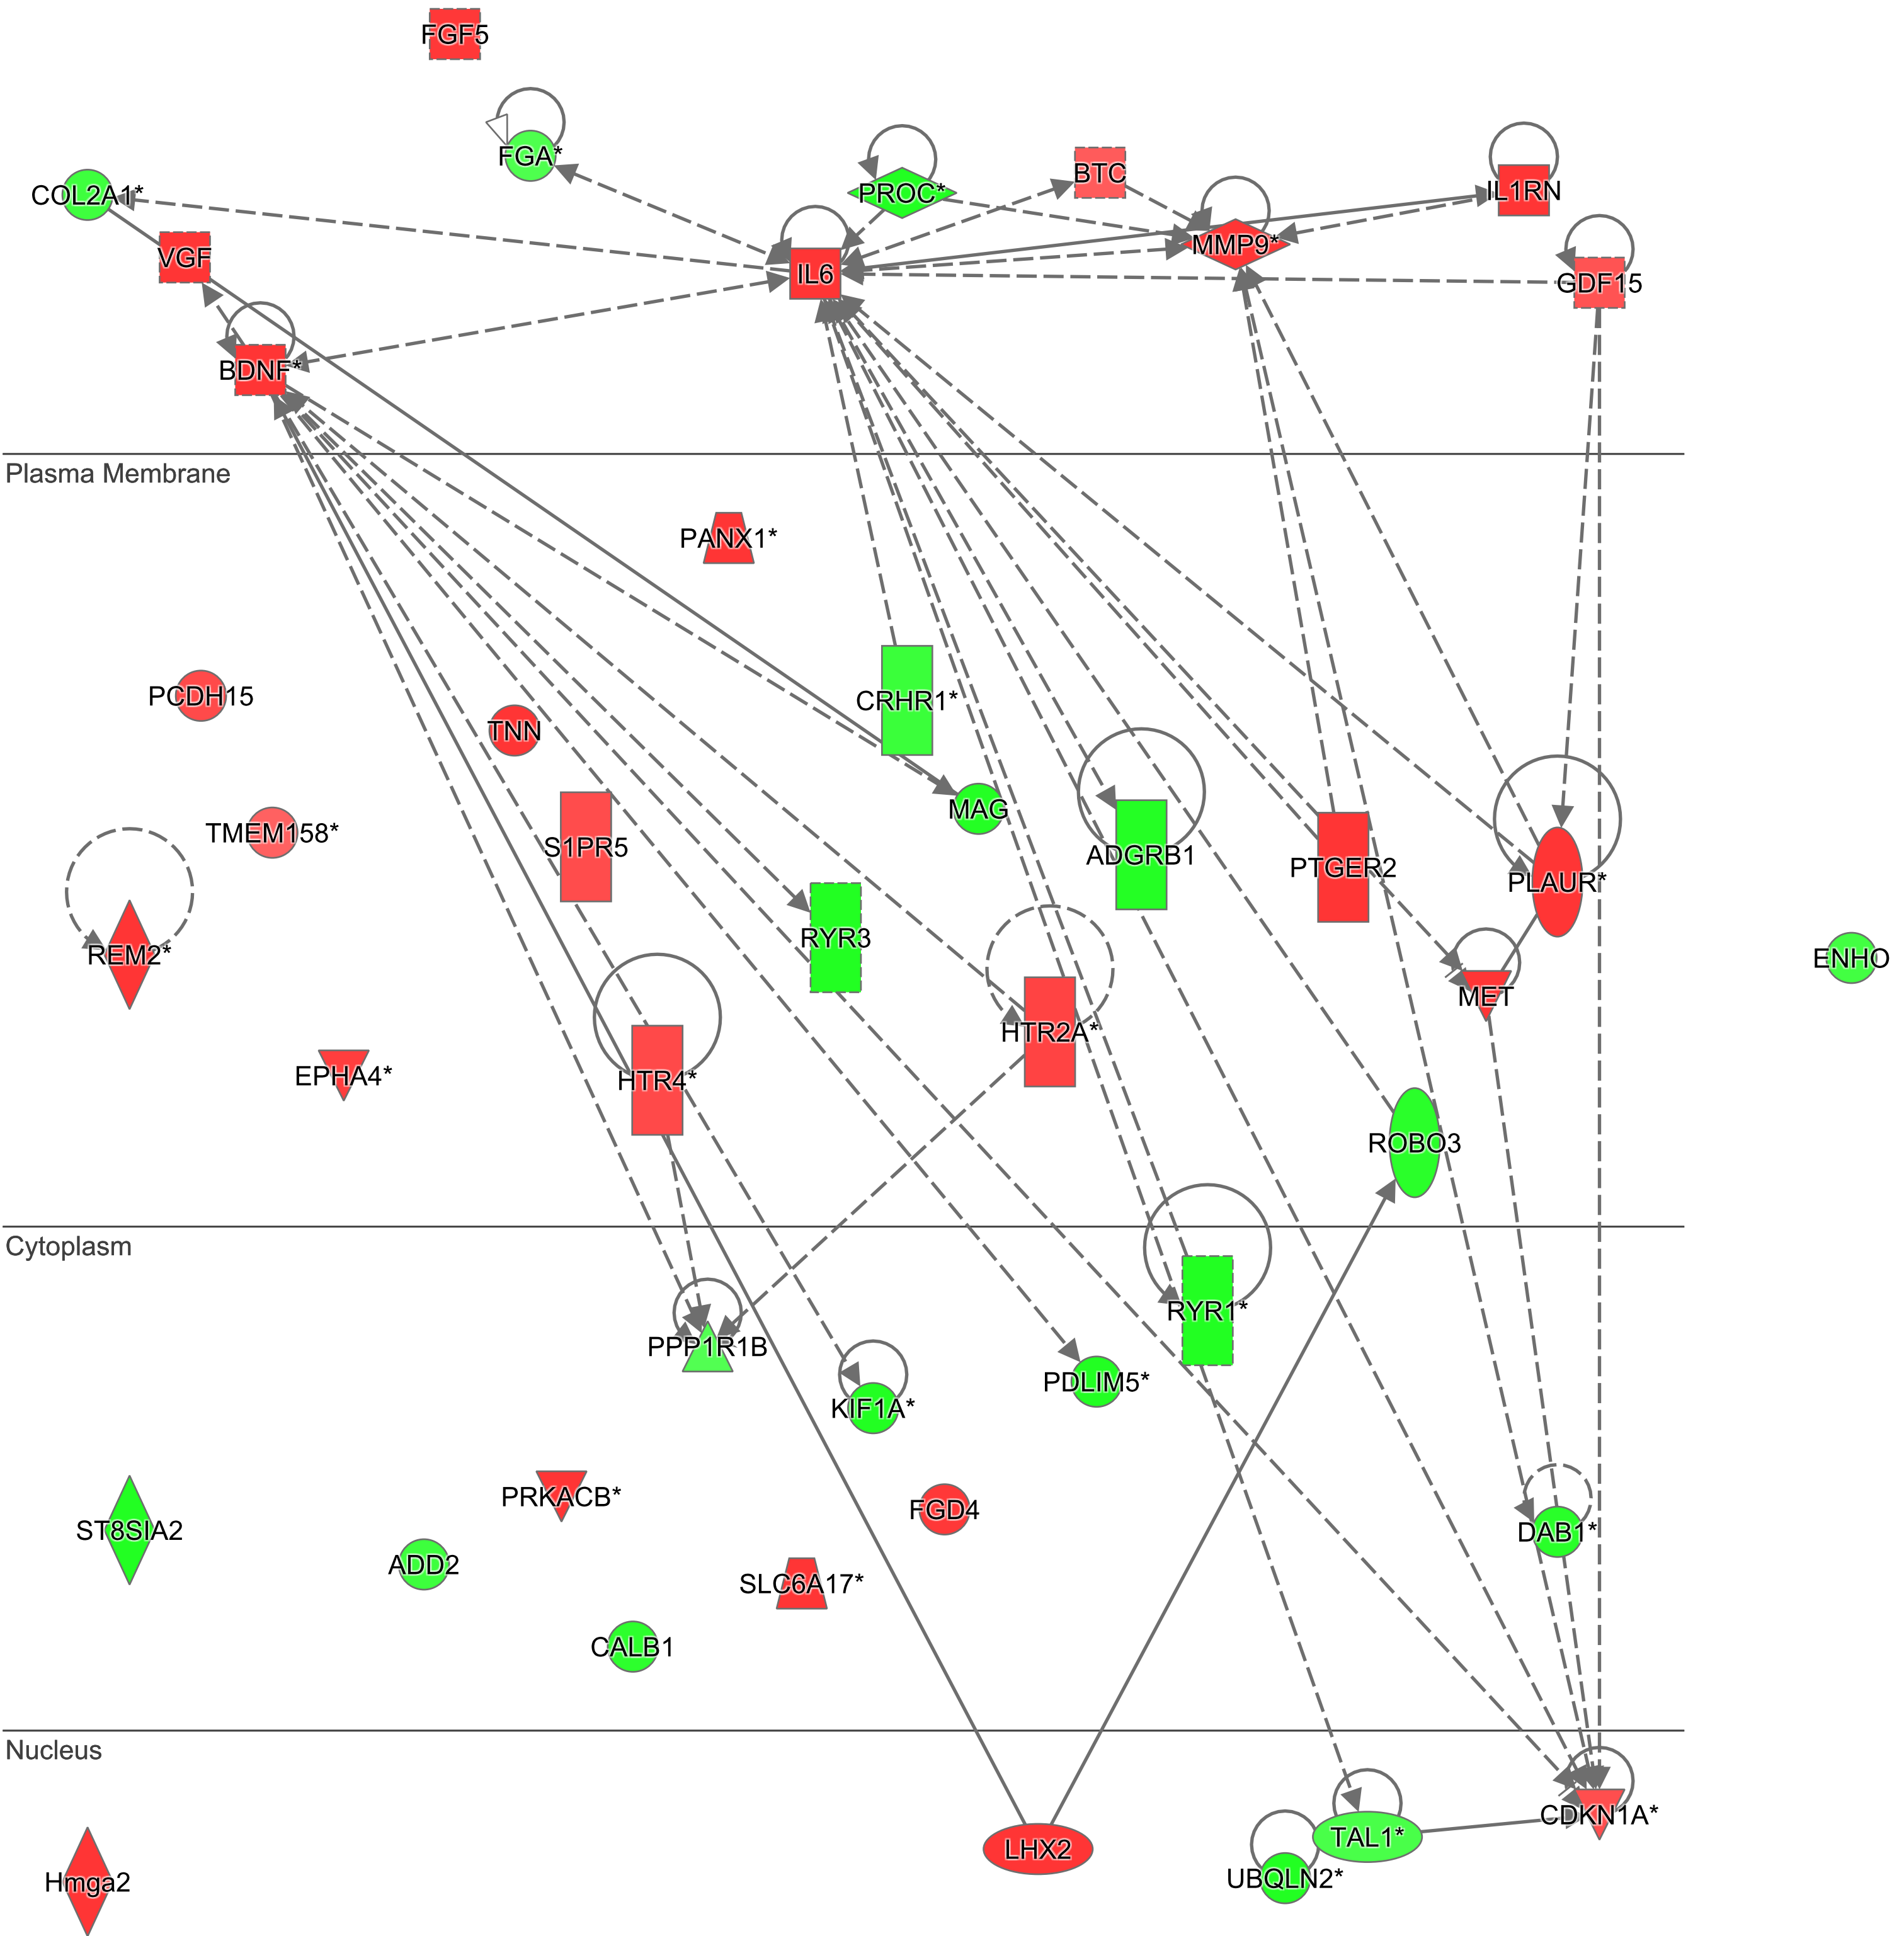 FGF5
FGA*
COL2A1*
PROC*
BTC
IL1RN
VGF
IL6
MMP9*
GDF15
BDNF*
Plasma Membrane
PANX1*
PCDH15
CRHR1*
TNN
MAG
TMEM158*
S1PR5
ADGRB1
PTGER2
PLAUR*
RYR3
REM2*
ENHO
MET
HTR2A*
EPHA4*
HTR4*
ROBO3
Cytoplasm
RYR1*
PPP1R1B
PDLIM5*
KIF1A*
PRKACB*
FGD4
ST8SIA2
DAB1*
ADD2
SLC6A17*
CALB1
Nucleus
CDKN1A*
TAL1*
LHX2
UBQLN2*
Hmga2